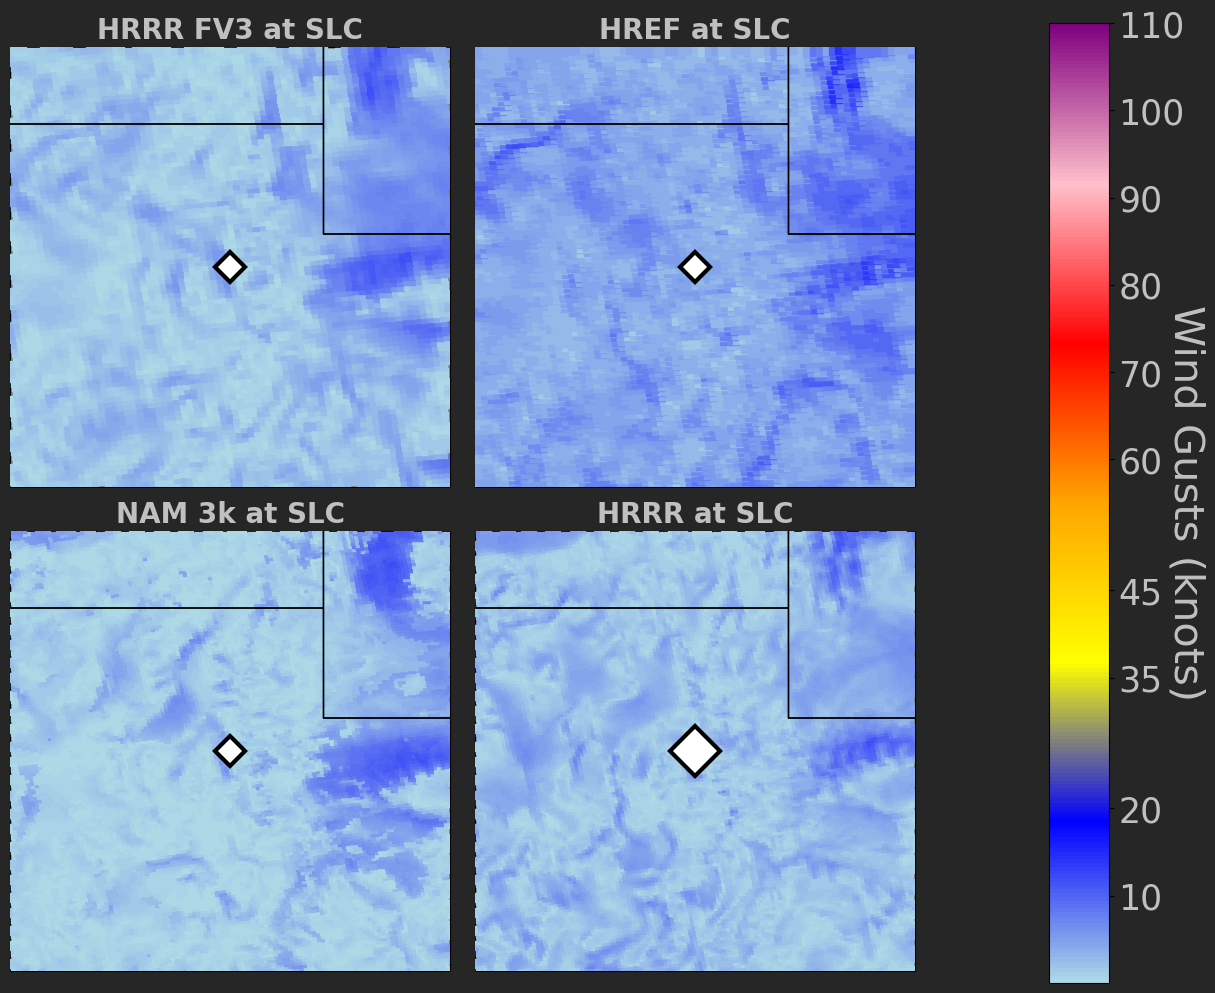 HRRR FV3 at SLC
HREF at SLC
NAM 3k at SLC
HRRR at SLC
110
100
90
80
70
60
45
35
20
10
Wind Gusts (knots)